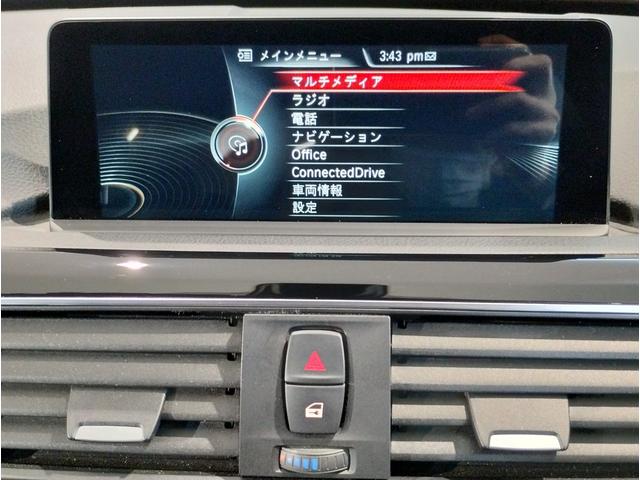 メインメニュー 3:43 pm
マルチメディア
ラジオ
電話
ナビゲーション
Office
ConnectedDrive
車両情報
設定